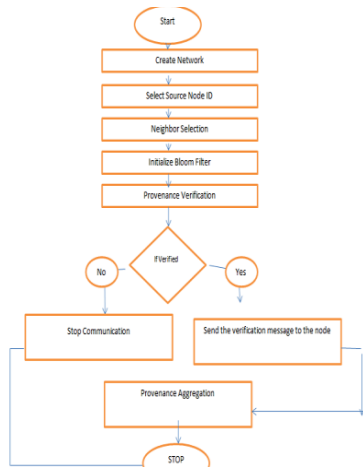 Start
Create Network
Select Source Node ID
Neighbor Selection
Initialize Bloom Filter
Provenance Verification
If Verified
No
Yes
Stop Communication
Send the verification message to the node
Provenance Aggregation
STOP